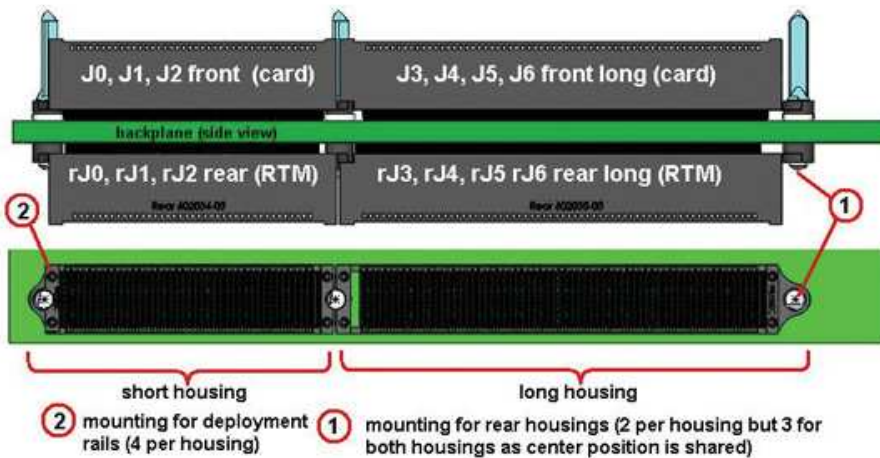 J0, J1, J2 front (card)
J3, J4, J5, J6 front long (card)
backplane (side view)
rJ0, rJ1, rJ2 rear (RTM)
rJ3, rJ4, rJ5 rJ6 rear long (RTM)
2
1
short housing
long housing
2 mounting for deployment
rails (4 per housing)
1 mounting for rear housings (2 per housing but 3 for
both housings as center position is shared)